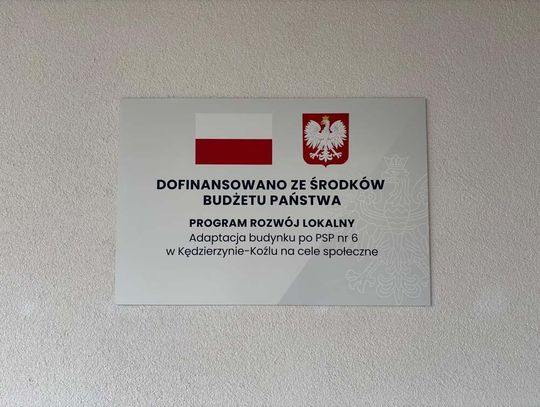 DOFINANSOWANO ZE ŚRODKÓW
BUDŻETU PAŃSTWA
PROGRAM ROZWÓJ LOKALNY
Adaptacja budynku po PSP nr 6
w Kędzierzynie-Koźlu na cele społeczne